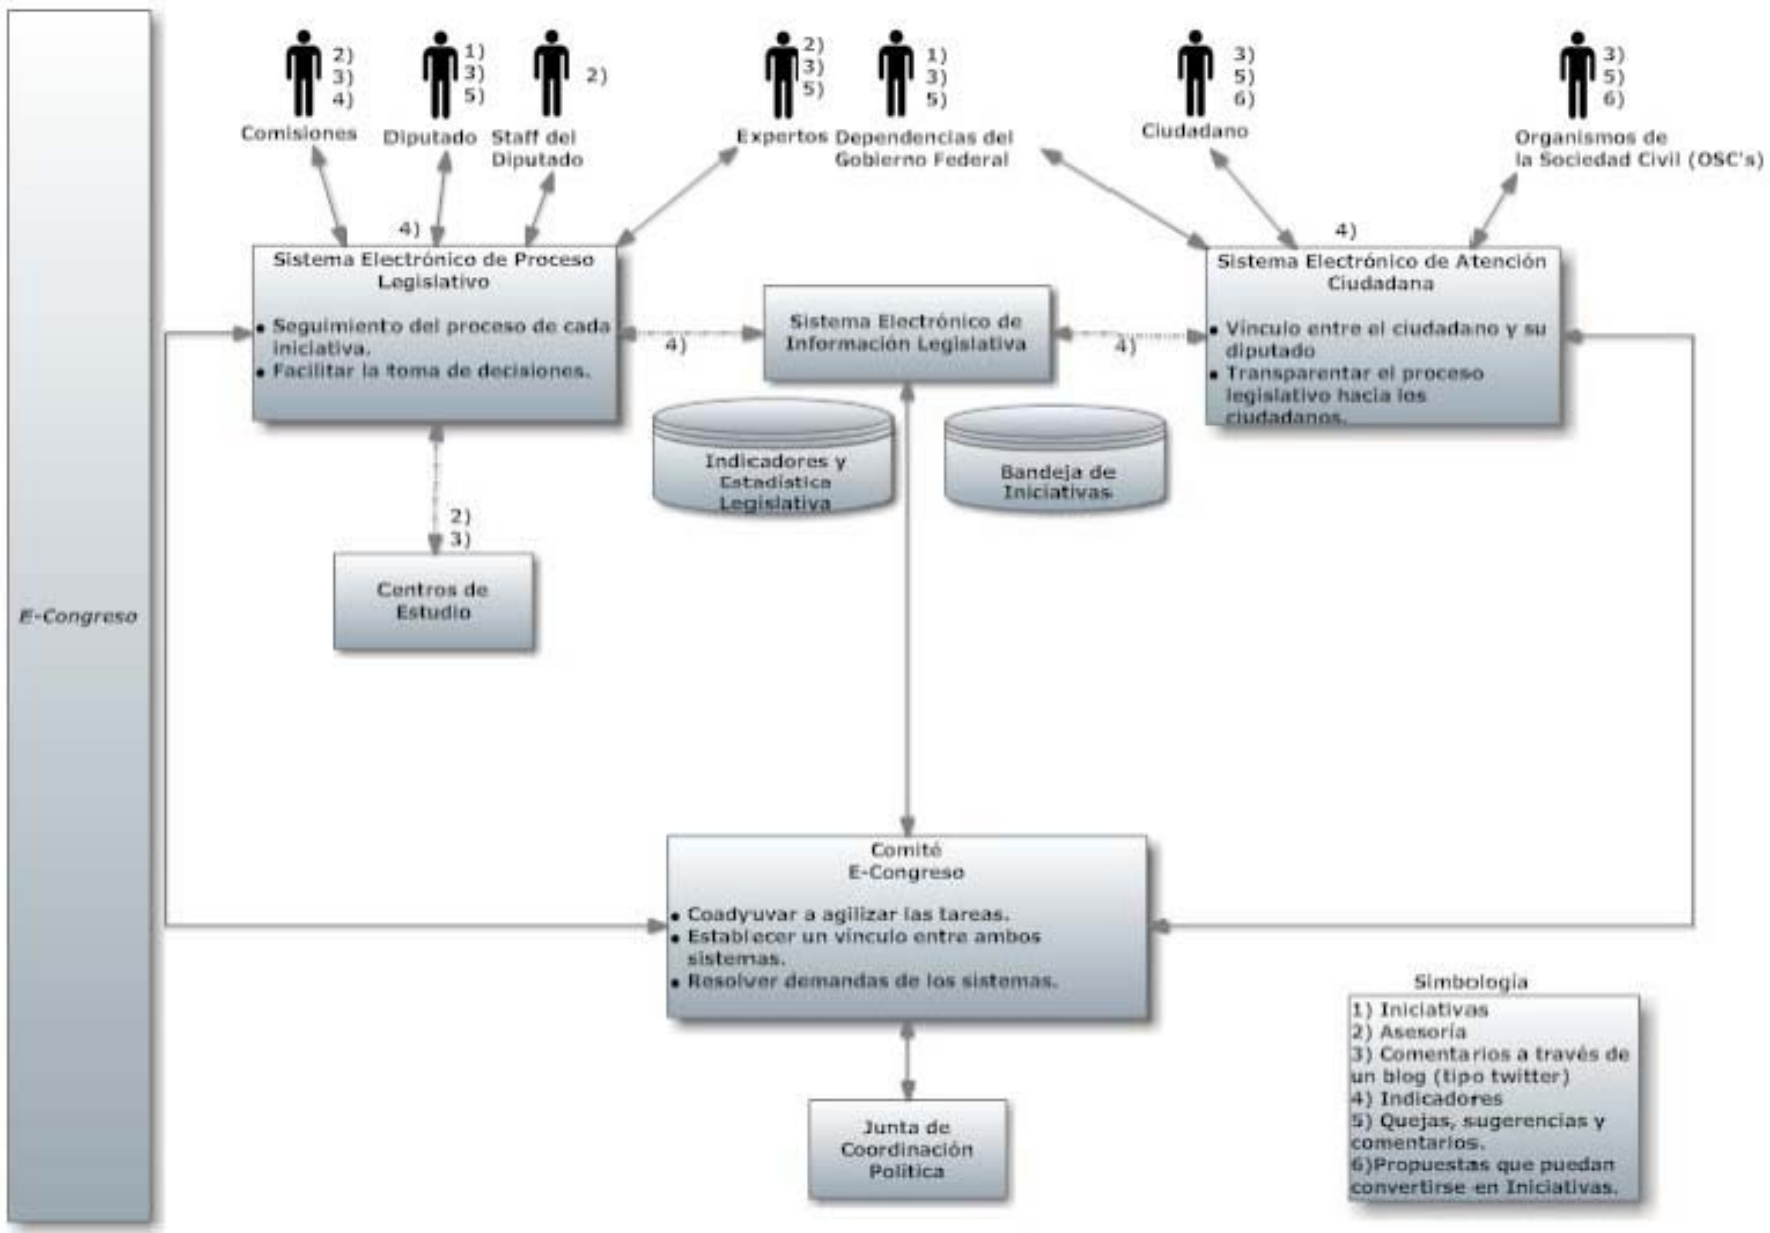 2)
3)
4)
Comisiones
1)
3)
5)
Diputado
2)
Staff del
Diputado
2)
3)
5)
Expertos
1)
3)
5)
Dependencias del
Gobierno Federal
3)
5)
6)
Ciudadano
3)
5)
6)
Organismos de
la Sociedad Civil (OSC's)
4)
Sistema Electrónico de Proceso
Legislativo
• Seguimiento del proceso de cada
iniciativa.
• Facilitar la toma de decisiones.
4)
Sistema Electrónico de
Información Legislativa
4)
4)
Sistema Electrónico de Atención
Ciudadana
• Vínculo entre el ciudadano y su
diputado
• Transparentar el proceso
legislativo hacia los
ciudadanos.
Indicadores y
Estadística
Legislativa
Bandeja de
Iniciativas
2)
3)
Centros de
Estudio
E-Congreso
Comité
E-Congreso
• Coadyuvar a agilizar las tareas.
• Establecer un vínculo entre ambos
sistemas.
• Resolver demandas de los sistemas.
Junta de
Coordinación
Política
Simbología
1) Iniciativas
2) Asesoría
3) Comentarios a través de
un blog (tipo twitter)
4) Indicadores
5) Quejas, sugerencias y
comentarios.
6)Propuestas que puedan
convertirse en Iniciativas.